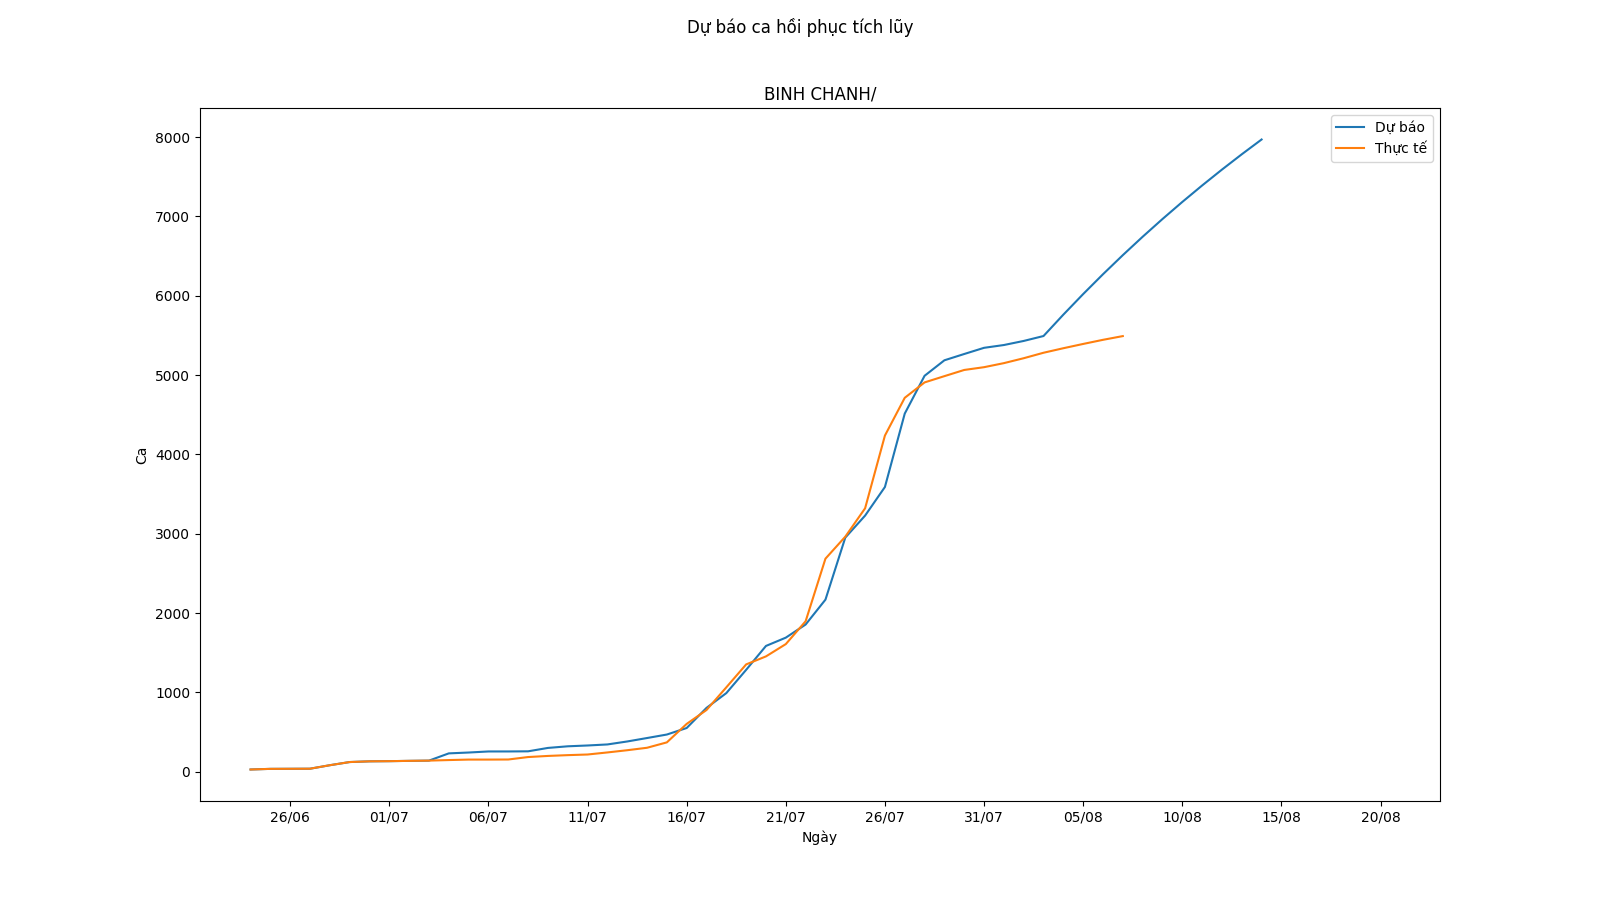 Dự báo ca hồi phục tích lũy
BINH CHANH/
Dự báo
Thực tế
8000
7000
6000
5000
4000
3000
2000
1000
0
Ca
26/06 01/07 06/07 11/07 16/07 21/07 26/07 31/07 05/08 10/08 15/08 20/08
Ngày